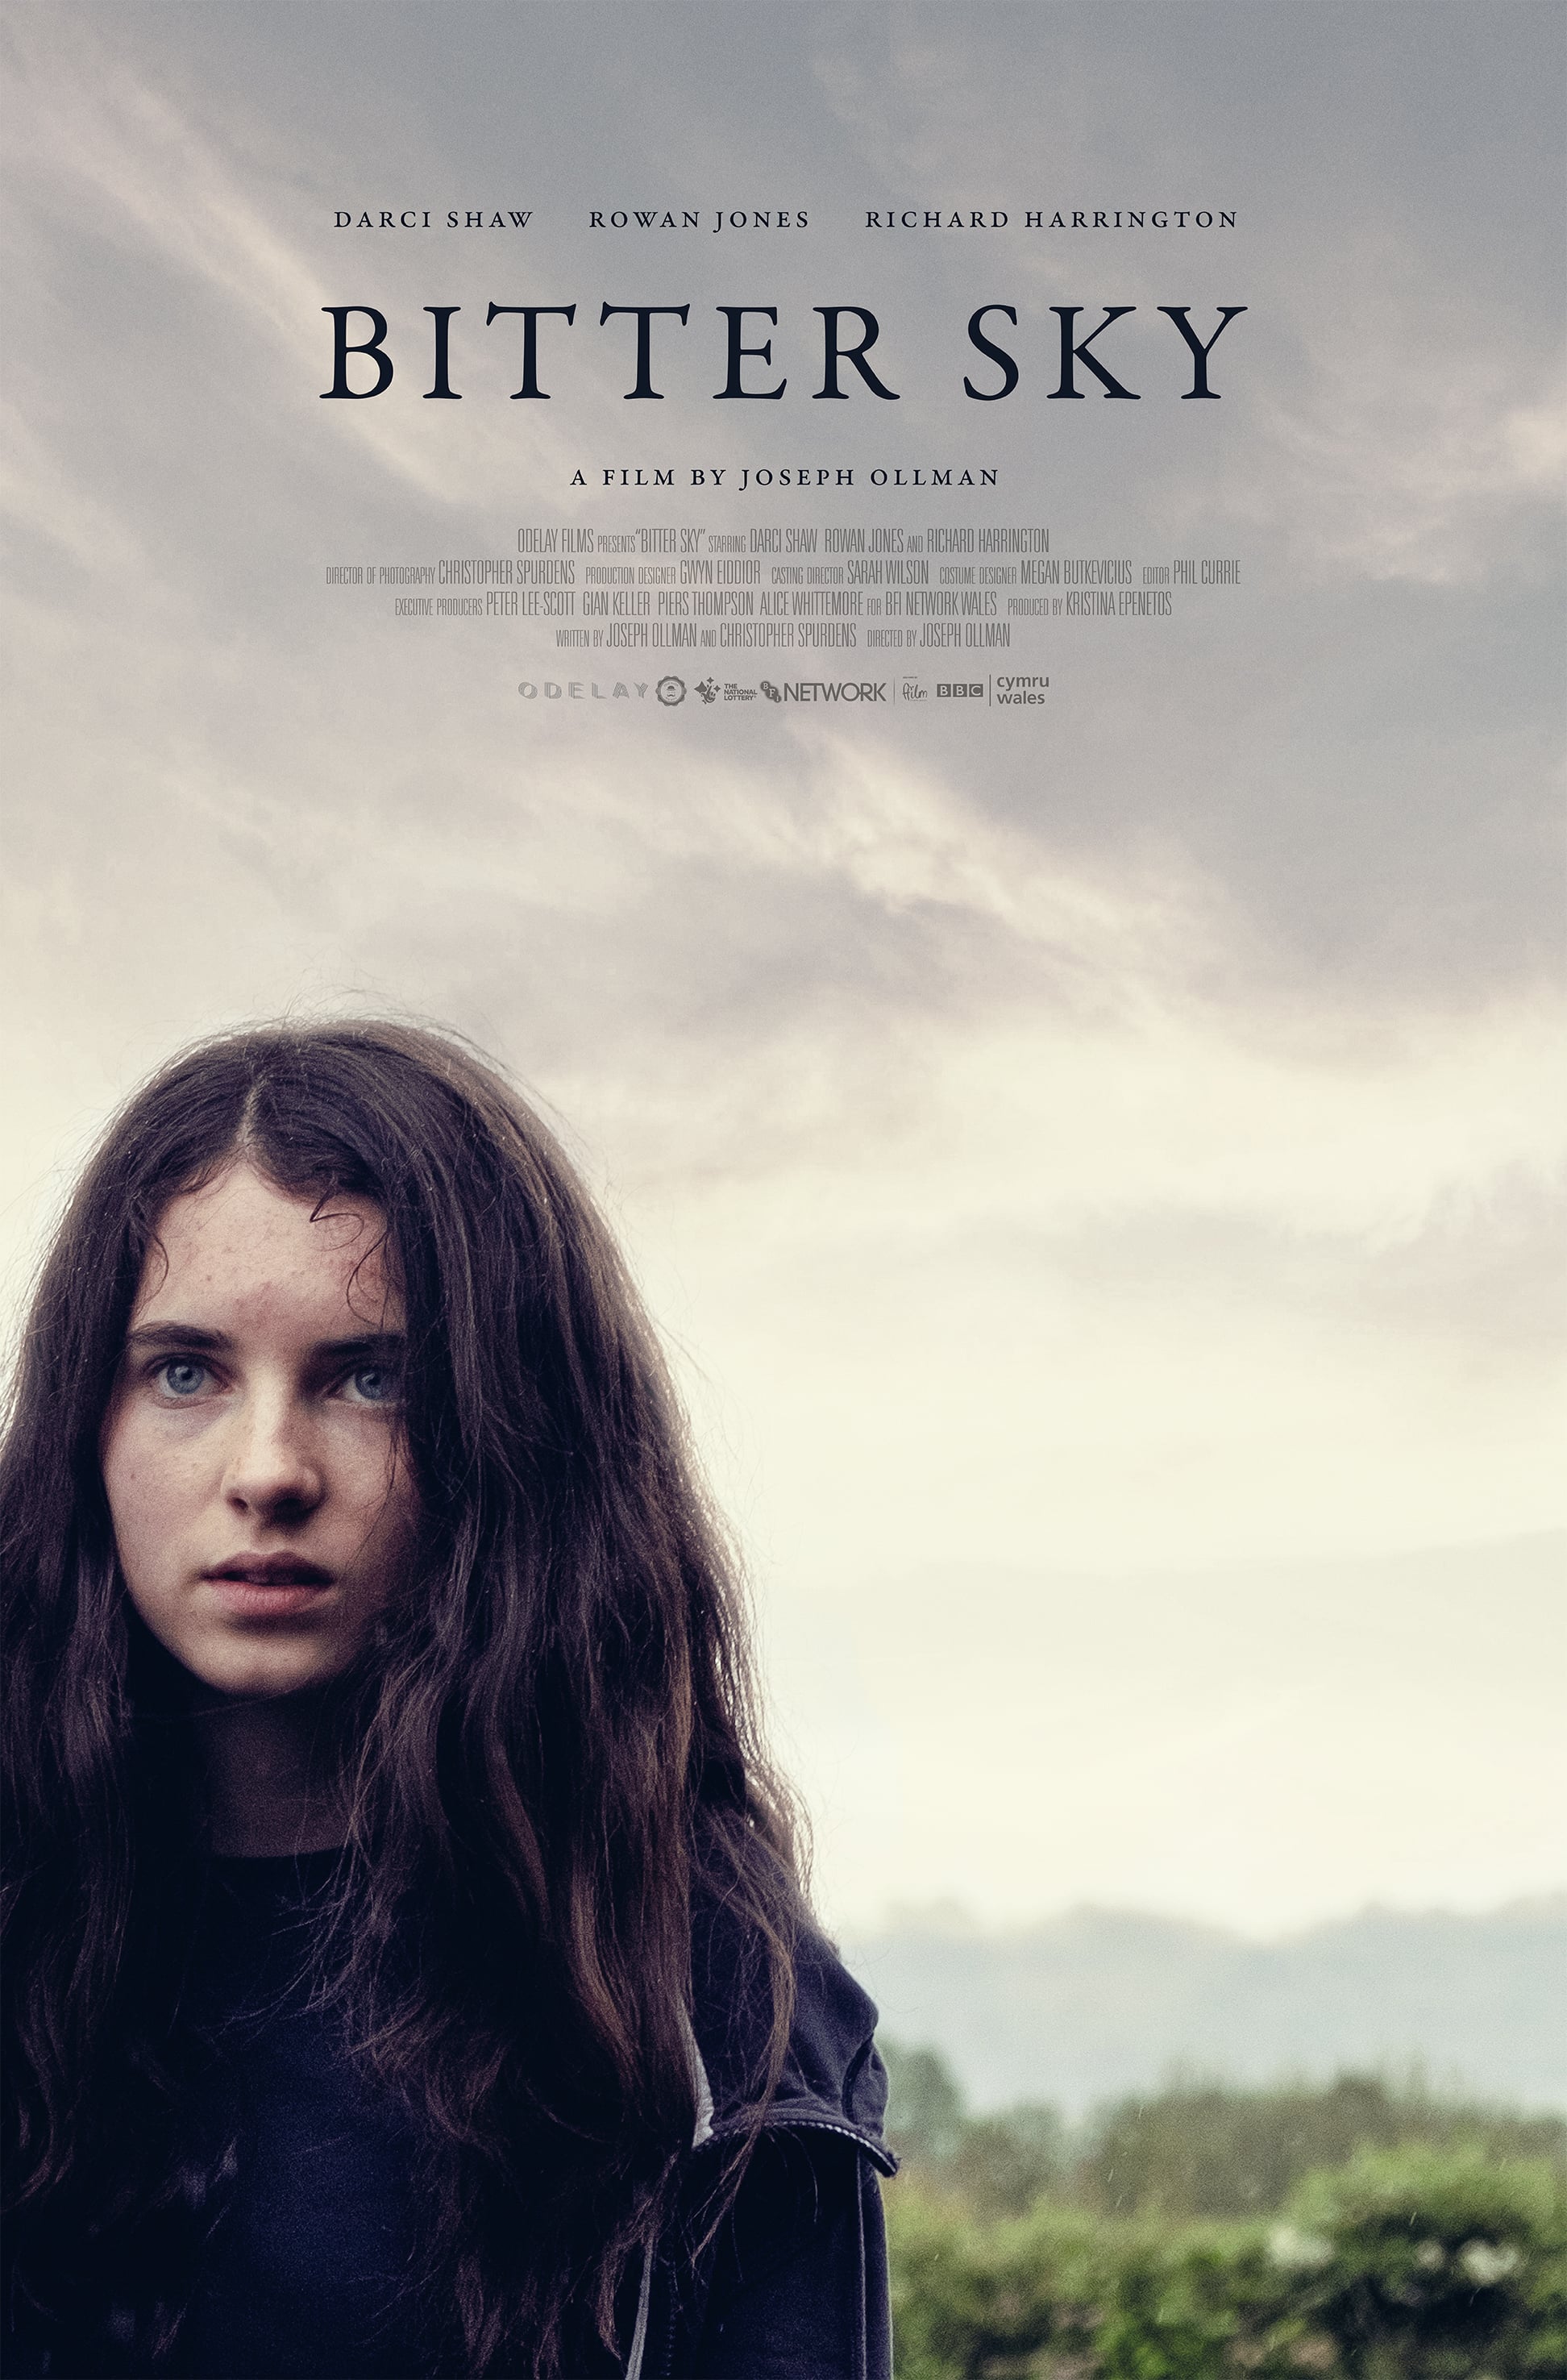 DARCI SHAW ROWAN JONES RICHARD HARRINGTON
BITTER SKY
A FILM BY JOSEPH OLLMAN
ODELAY FILMS PRESENTS "BITTER SKY" STARRING DARCI SHAW ROWAN JONES AND RICHARD HARRINGTON
DIRECTOR OF PHOTOGRAPHY CHRISTOPHER SPURDENS PRODUCTION DESIGNER GWYN EIDDIOR CASTING DIRECTOR SARAH WILSON COSTUME DESIGNER MEGAN BUTKEVICIUS EDITOR PHIL CURRIE
EXECUTIVE PRODUCERS PETER LEE-SCOTT GIAN KELLER PIERS THOMPSON ALICE WHITTEMORE FOR BFI NETWORK WALES PRODUCED BY KRISTINA EPENETOS
WRITTEN BY JOSEPH OLLMAN AND CHRISTOPHER SPURDENS DIRECTED BY JOSEPH OLLMAN
ODELAY THE NATIONAL LOTTERY BFI NETWORK film BBC cymru wales